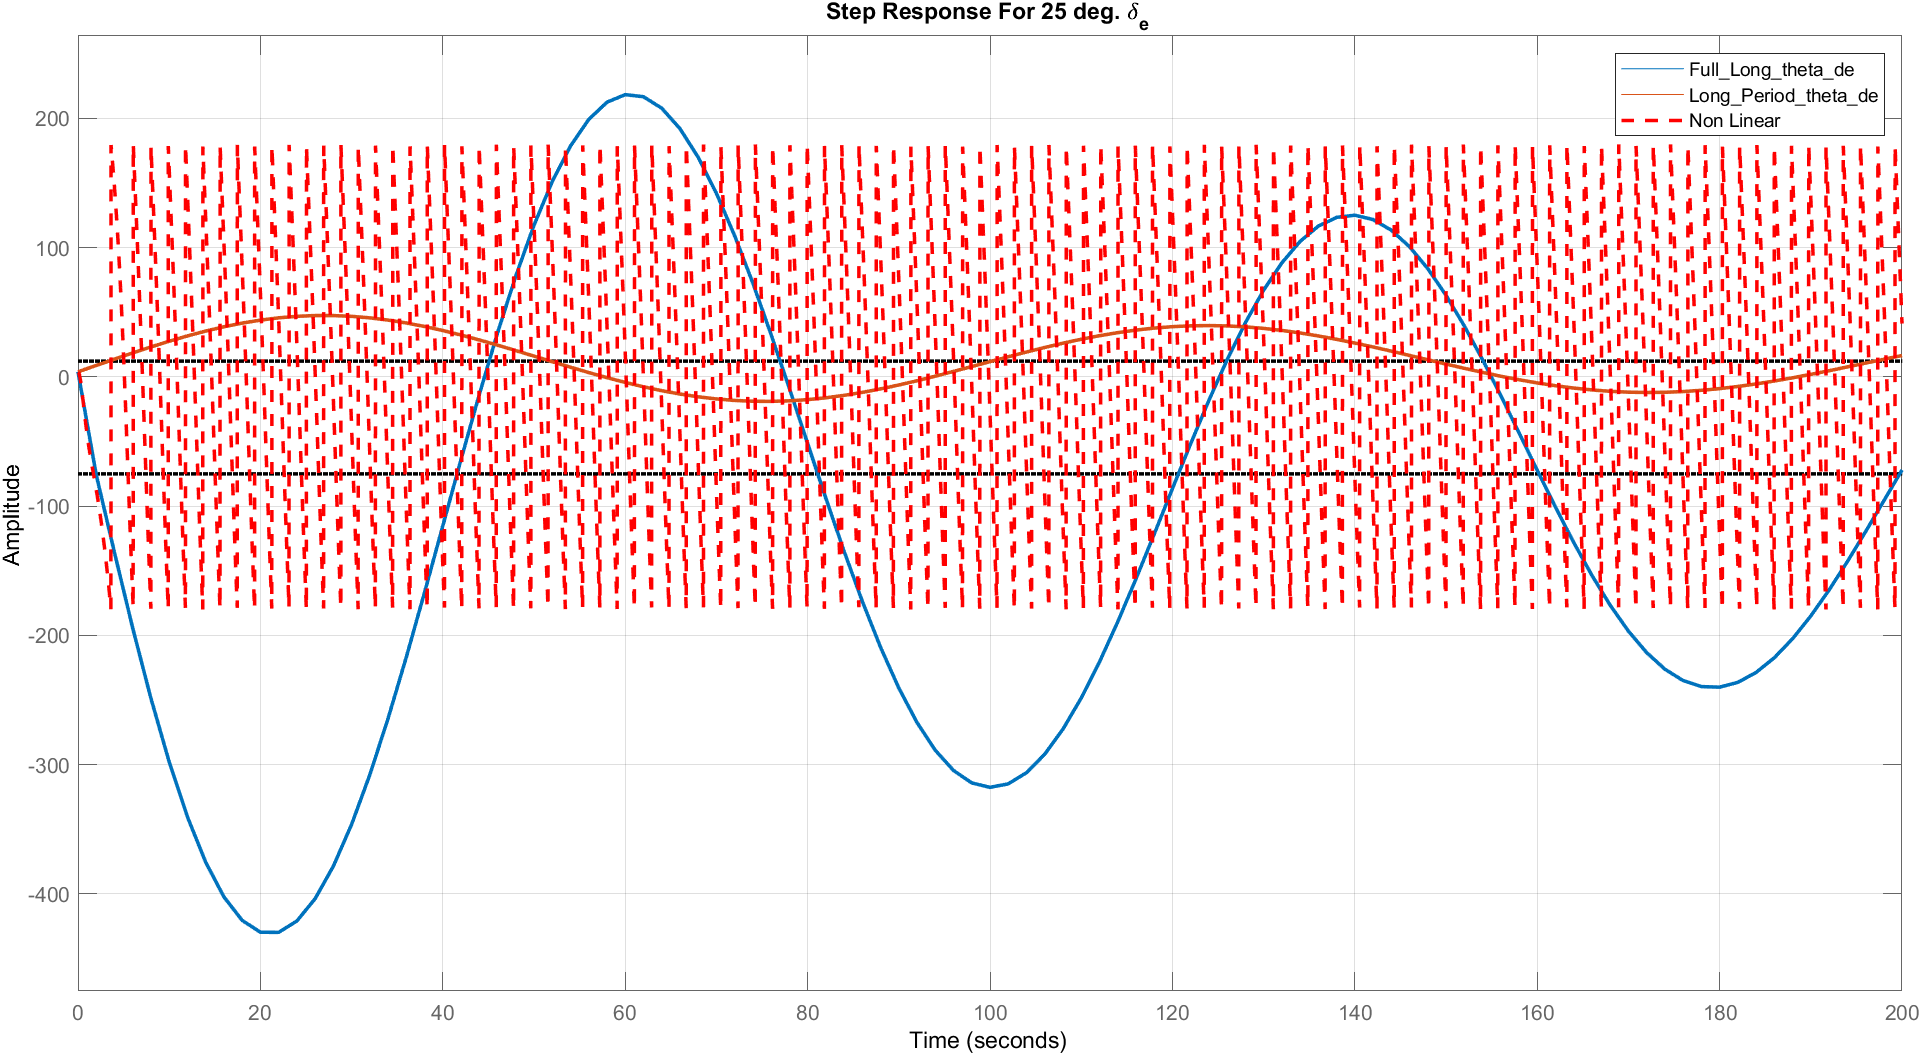 Step Response For 25 deg. δe
Full_Long_theta_de
Long_Period_theta_de
Non Linear
Amplitude
200
100
0
-100
-200
-300
-400
0 20 40 60 80 100 120 140 160 180 200
Time (seconds)